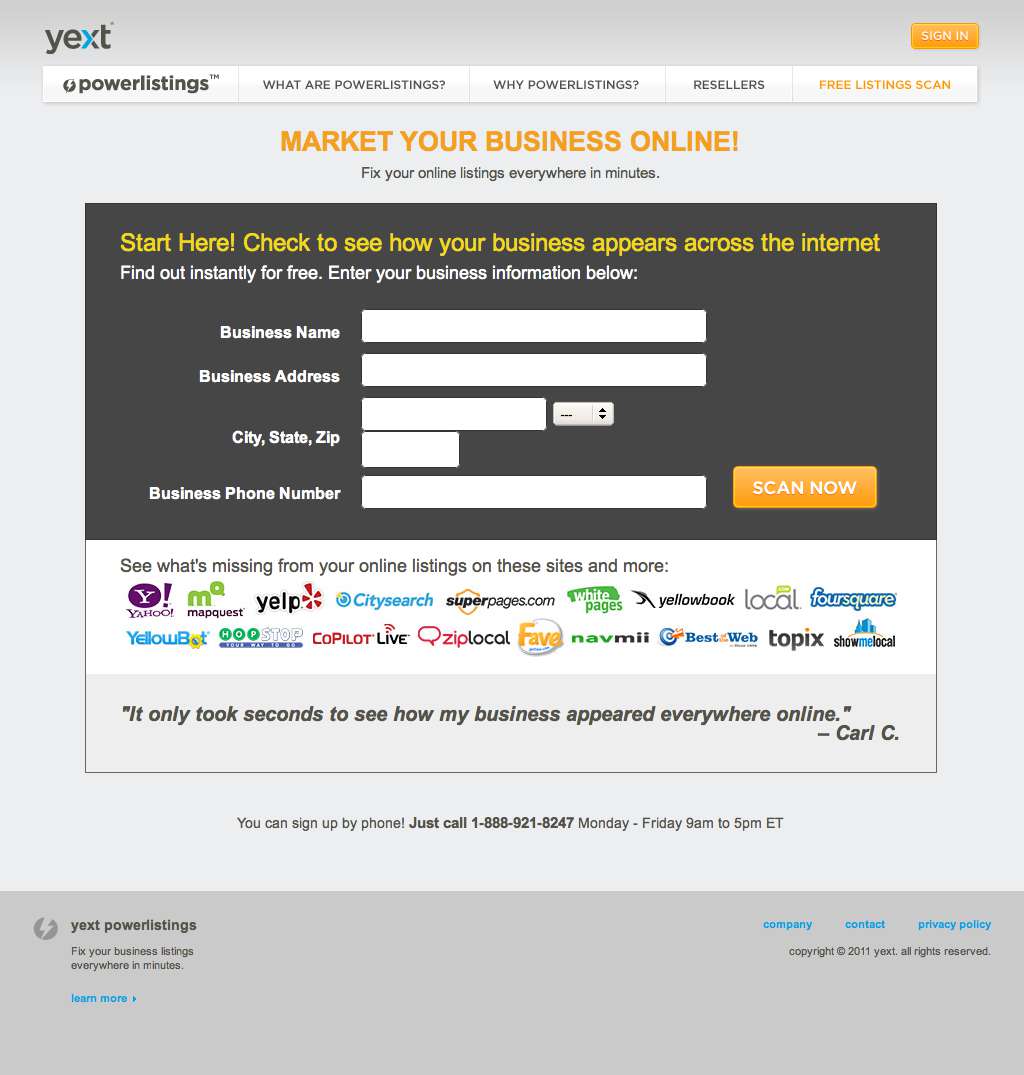 yext
SIGN IN
powerlistings™
WHAT ARE POWERLISTINGS?
WHY POWERLISTINGS?
RESELLERS
FREE LISTINGS SCAN
MARKET YOUR BUSINESS ONLINE!
Fix your online listings everywhere in minutes.
Start Here! Check to see how your business appears across the internet
Find out instantly for free. Enter your business information below:
Business Name
Business Address
City, State, Zip
---
Business Phone Number
SCAN NOW
See what's missing from your online listings on these sites and more:
Y! YAHOO! mq mapquest yelp Citysearch superpages.com white pages yellowbook local.com foursquare
YELLOWBOT HOPSTOP YOUR WAY TO GO COPILOT LIVE ziplocal Fave navmii BEST OF THE WEB topix showmelocal
"It only took seconds to see how my business appeared everywhere online."
– Carl C.
You can sign up by phone! Just call 1-888-921-8247 Monday - Friday 9am to 5pm ET
yext powerlistings
Fix your business listings
everywhere in minutes.
learn more
company
contact
privacy policy
copyright © 2011 yext. all rights reserved.